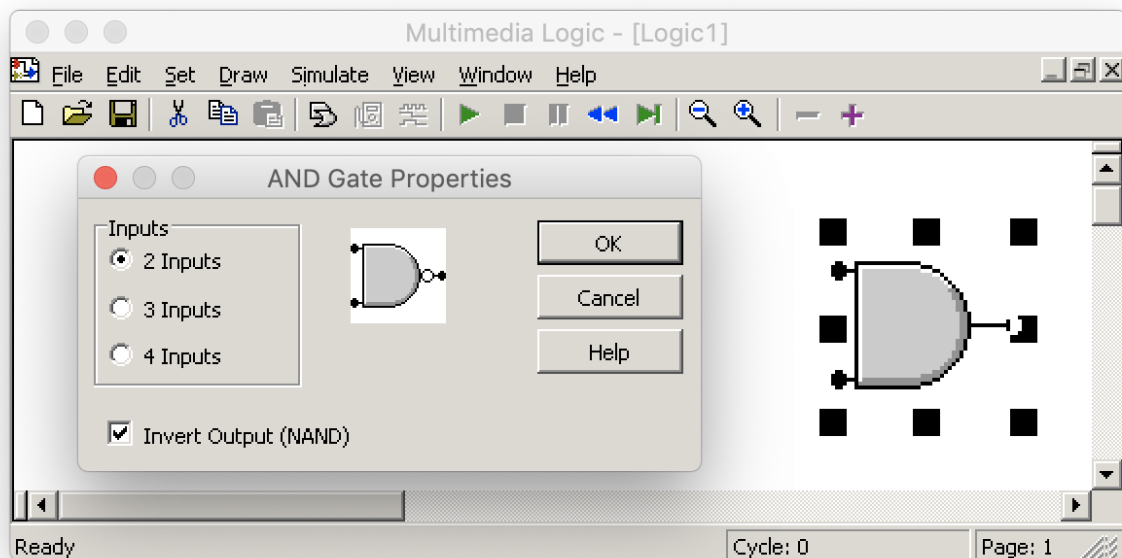 Multimedia Logic - [Logic1]
File Edit Set Draw Simulate View Window Help
AND Gate Properties
Inputs
2 Inputs
3 Inputs
4 Inputs
Invert Output (NAND)
OK
Cancel
Help
Ready Cycle: 0 Page: 1